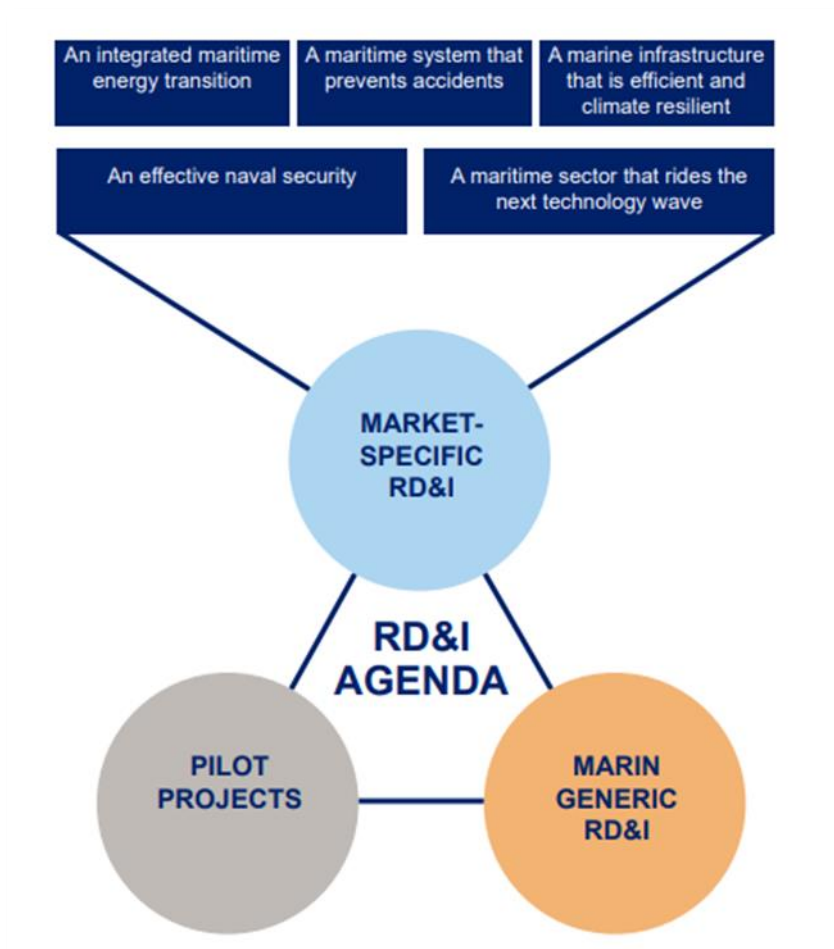 An integrated maritime
energy transition
A maritime system that
prevents accidents
A marine infrastructure
that is efficient and
climate resilient
An effective naval security
A maritime sector that rides the
next technology wave
MARKET-
SPECIFIC
RD&I
RD&I
AGENDA
PILOT
PROJECTS
MARIN
GENERIC
RD&I